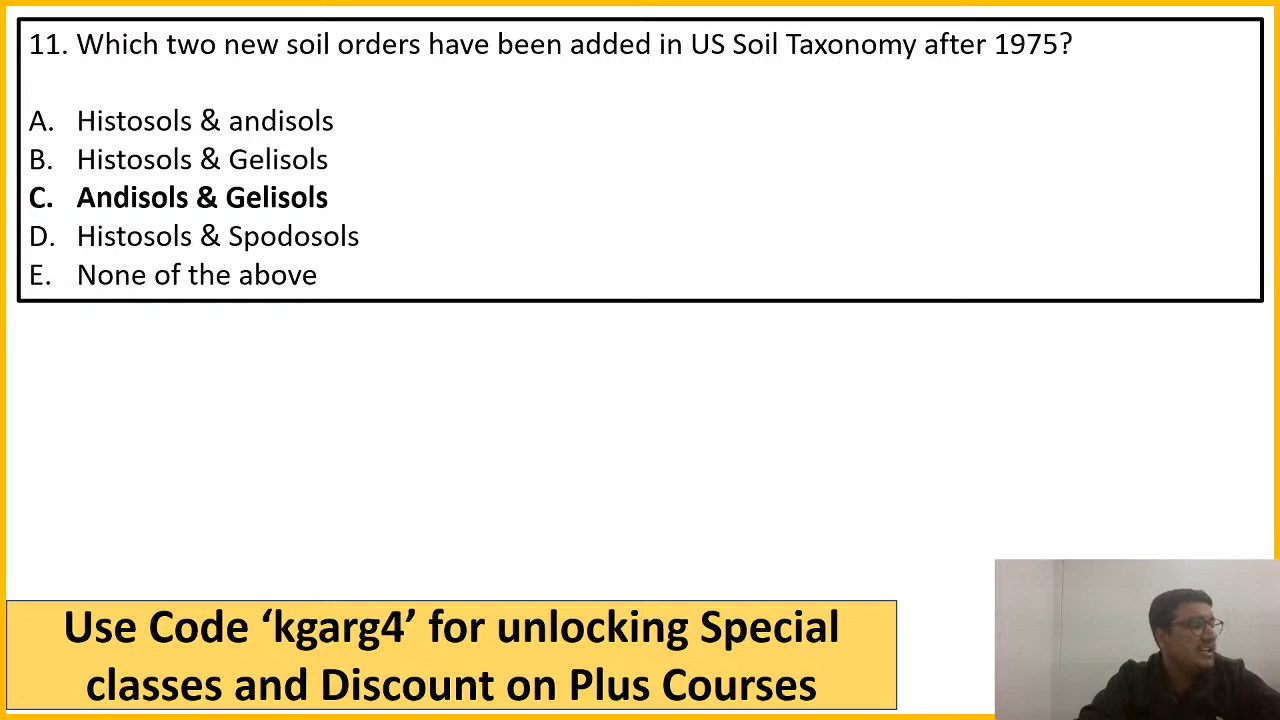 11. Which two new soil orders have been added in US Soil Taxonomy after 1975?
A. Histosols & andisols
B. Histosols & Gelisols
C. Andisols & Gelisols
D. Histosols & Spodosols
E. None of the above
Use Code ‘kgarg4’ for unlocking Special
classes and Discount on Plus Courses